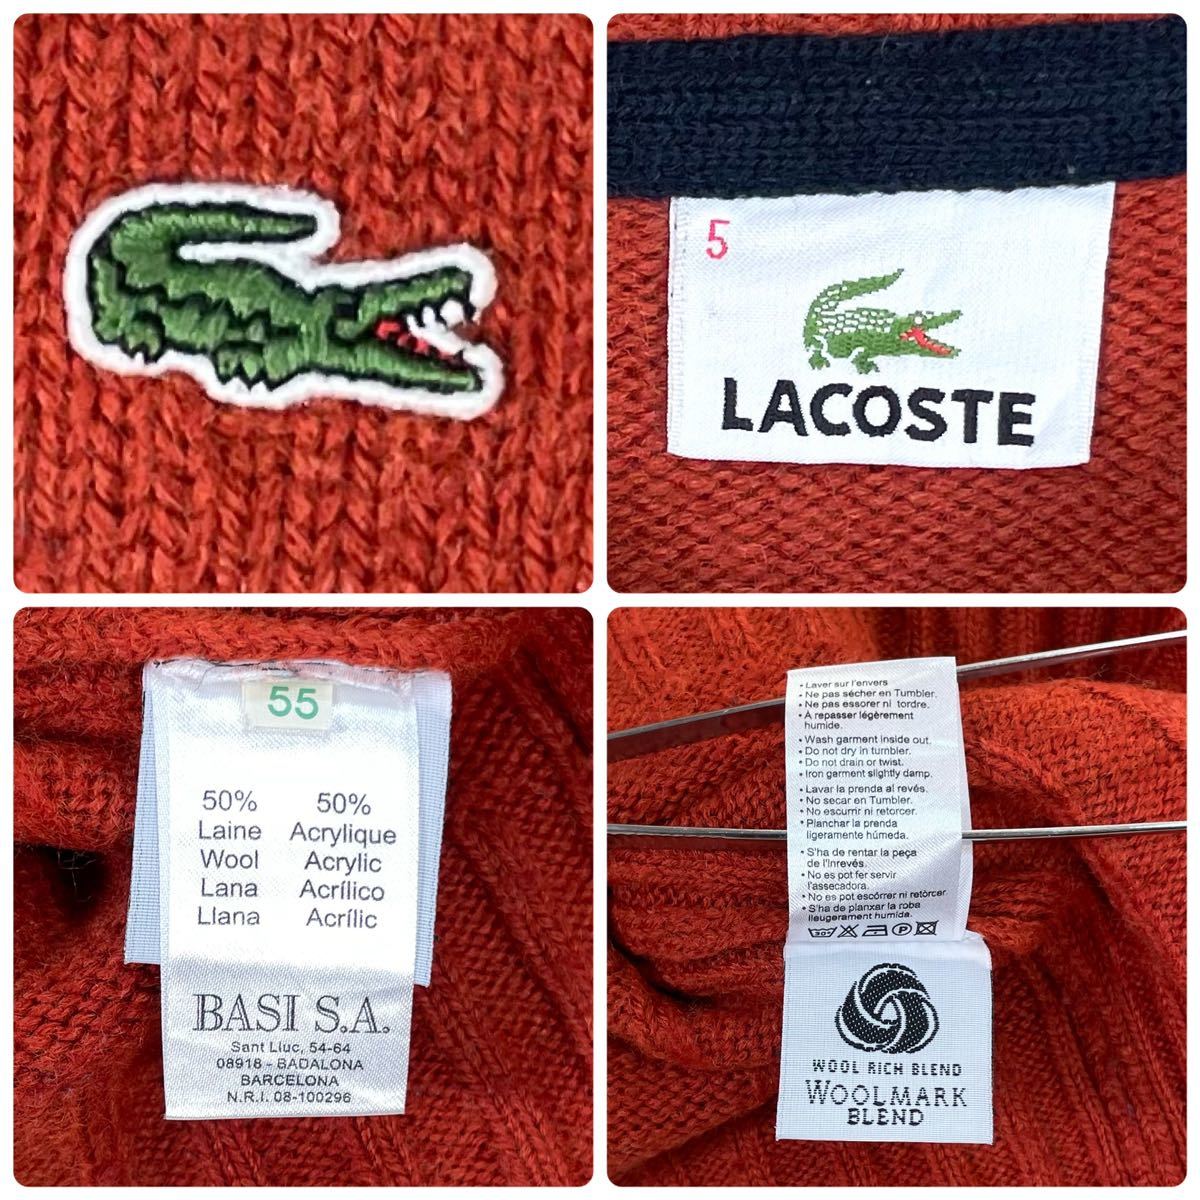 5
LACOSTE
55
50% 50%
Laine Acrylique
Wool Acrylic
Lana Acrílico
Llana Acrílic
BASI S.A.
Sant Lluc, 54-64
08918 - BADALONA
BARCELONA
N.R.I. 08-100296
• Laver sur l'envers
• Ne pas sécher en Tumbler.
• Ne pas essorer ni tordre.
• À repasser légèrement
humide.
• Wash garment inside out.
• Do not dry in tumbler.
• Do not drain or twist.
• Iron garment slightly damp.
• Lavar la prenda al revés.
• No secar en Tumbler.
• No escurrir ni retorcer.
• Planchar la prenda
ligeramente húmeda.
• S'ha de rentar la peça
de l'inrevés.
• No es pot fer servir
l'assecadora.
• No es pot escórrer ni retòrcer
• S'ha de planxar la roba
lleugerament humida.
30° P
WOOL RICH BLEND
WOOLMARK
BLEND